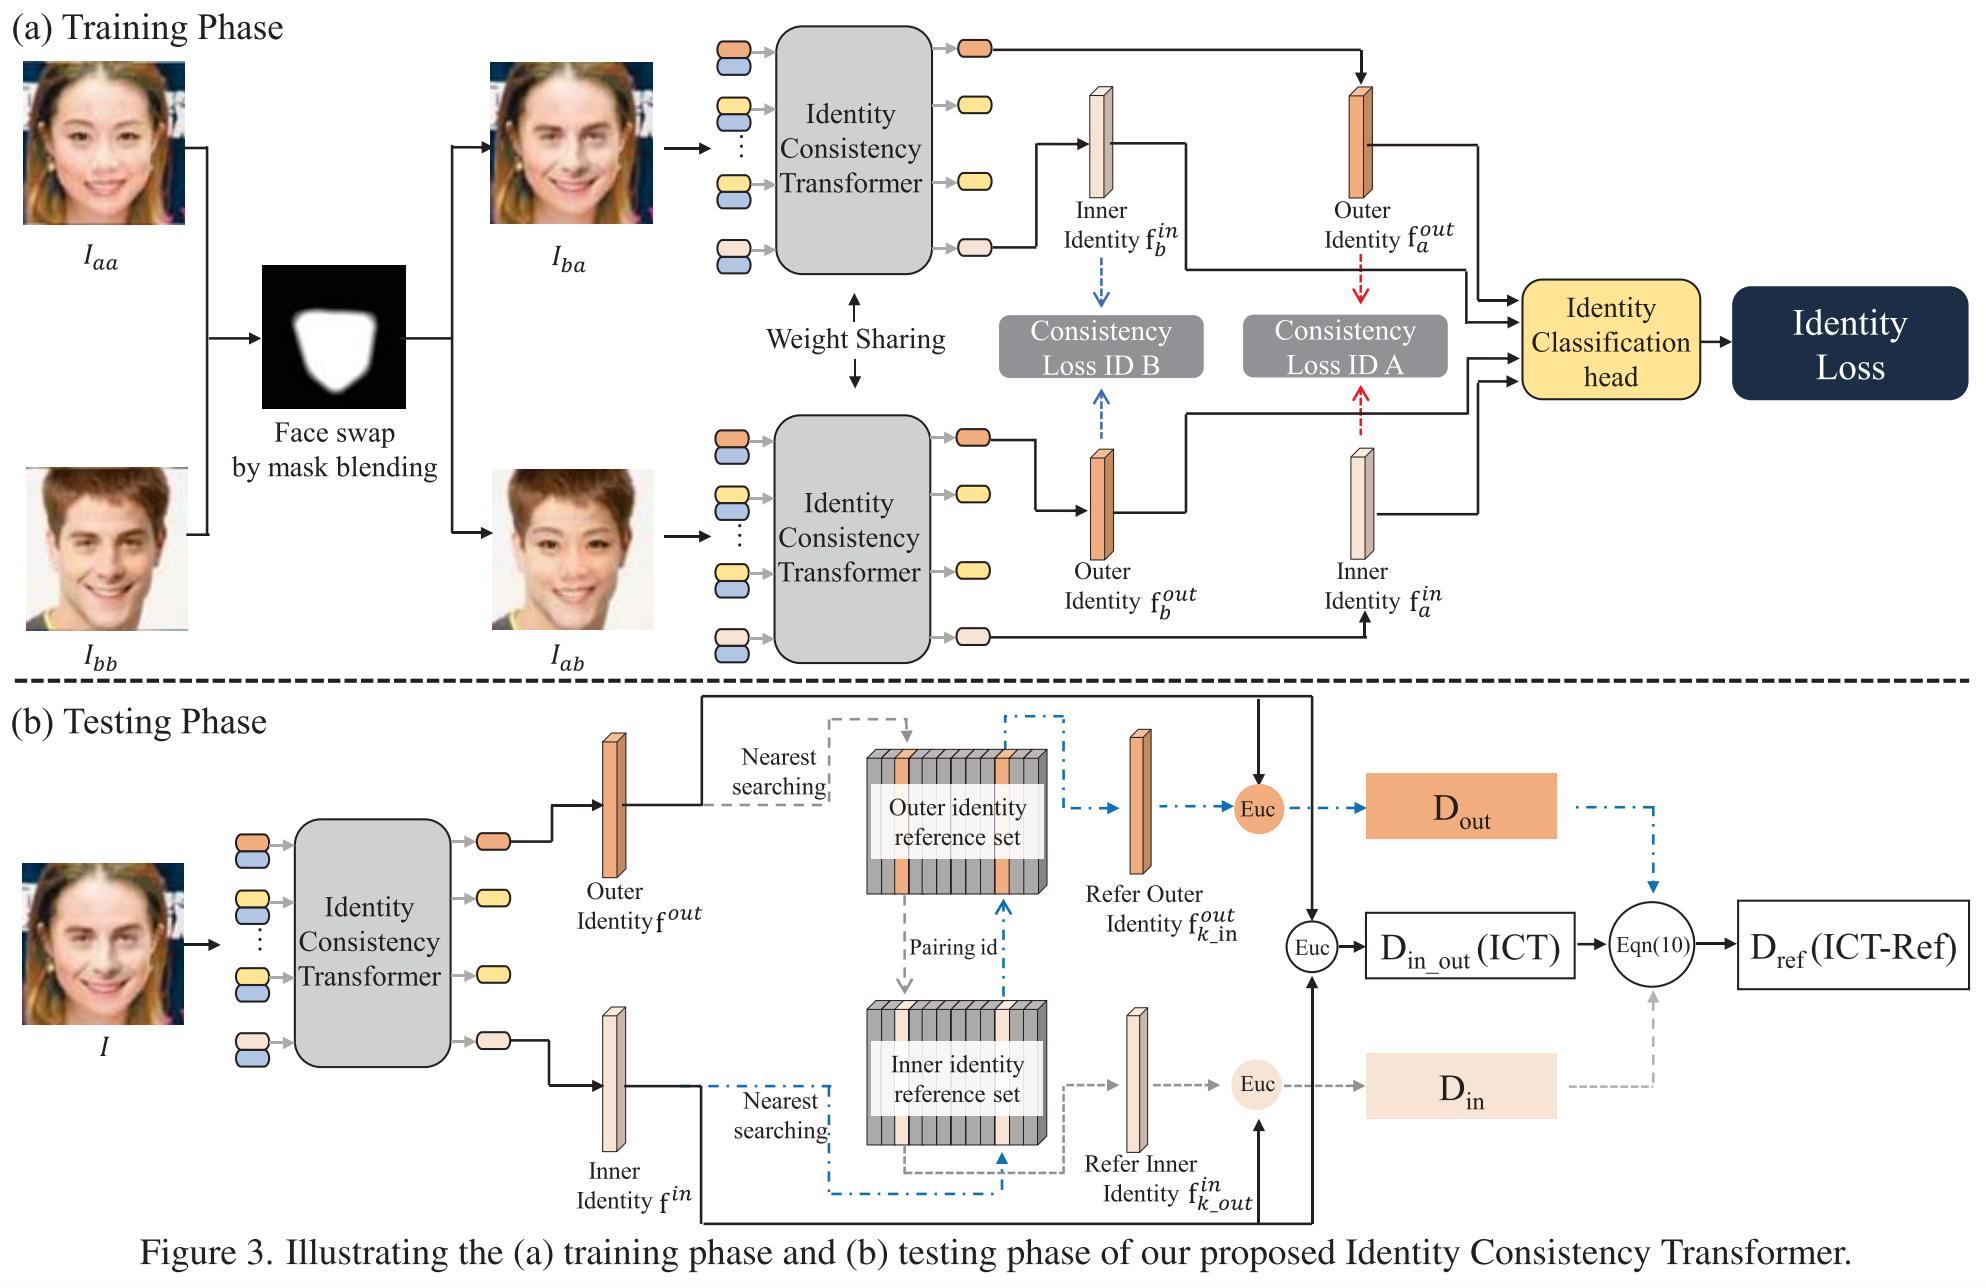 (a) Training Phase
I_aa
I_bb
Face swap
by mask blending
I_ba
I_ab
Identity
Consistency
Transformer
Weight Sharing
Identity
Consistency
Transformer
Inner
Identity f_b^in
Outer
Identity f_a^out
Consistency
Loss ID B
Consistency
Loss ID A
Outer
Identity f_b^out
Inner
Identity f_a^in
Identity
Classification
head
Identity
Loss
(b) Testing Phase
I
Identity
Consistency
Transformer
Outer
Identity f^out
Inner
Identity f^in
Nearest
searching
Nearest
searching
Outer identity
reference set
Pairing id
Inner identity
reference set
Refer Outer
Identity f_k_in^out
Refer Inner
Identity f_k_out^in
Euc
Euc
Euc
D_out
D_in_out (ICT)
D_in
Eqn(10)
D_ref (ICT-Ref)
Figure 3. Illustrating the (a) training phase and (b) testing phase of our proposed Identity Consistency Transformer.